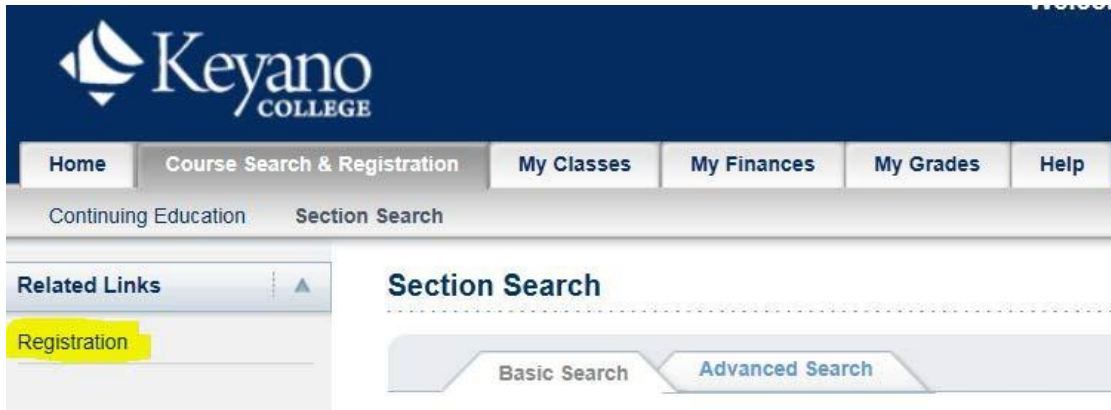 Keyano
COLLEGE
Home Course Search & Registration My Classes My Finances My Grades Help
Continuing Education Section Search
Related Links
Section Search
Registration
Basic Search Advanced Search